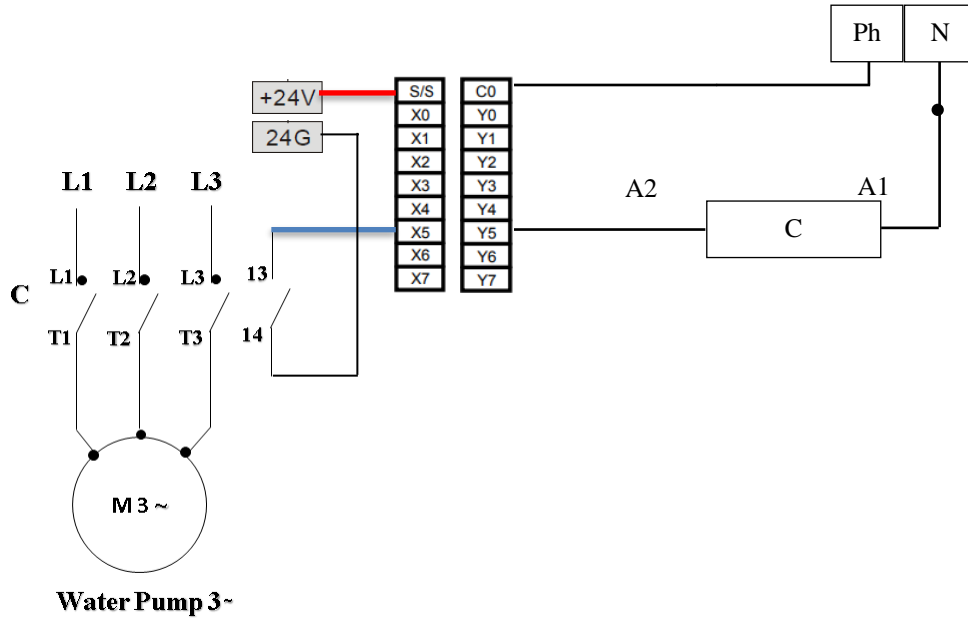 Ph N
+24V
24G
S/S C0
X0 Y0
X1 Y1
X2 Y2
X3 Y3
X4 Y4
X5 Y5
X6 Y6
X7 Y7
A2 A1
C
L1 L2 L3
C
L1 L2 L3 13
T1 T2 T3 14
M 3 ~
Water Pump 3~